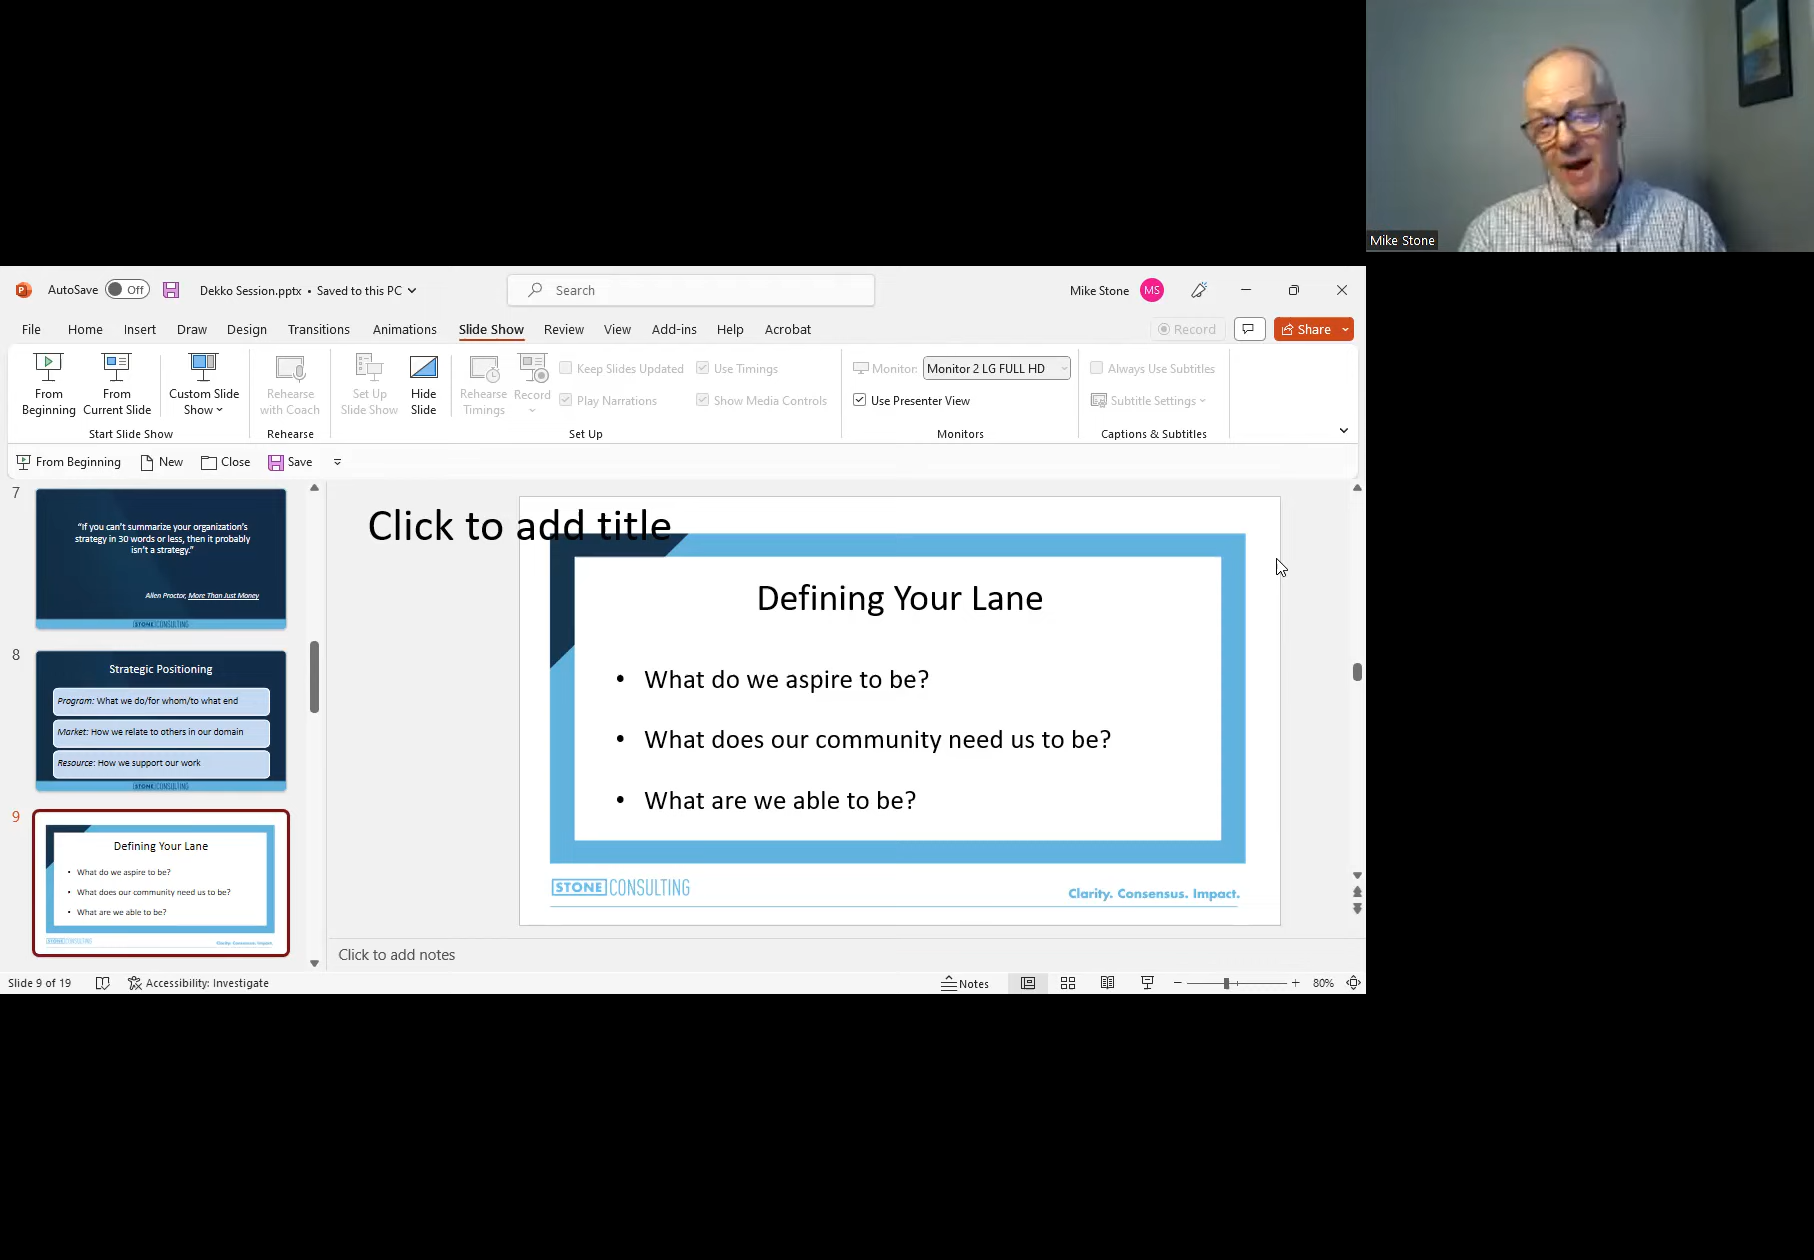 Mike Stone
AutoSave Off Dekko Session.pptx • Saved to this PC Search Mike Stone MS
File Home Insert Draw Design Transitions Animations Slide Show Review View Add-ins Help Acrobat Record Share
From Beginning
From Current Slide
Custom Slide Show
Start Slide Show
Rehearse with Coach
Rehearse
Set Up Slide Show
Hide Slide
Rehearse Timings
Record
Keep Slides Updated Use Timings
Play Narrations Show Media Controls
Set Up
Monitor: Monitor 2 LG FULL HD
Use Presenter View
Monitors
Always Use Subtitles
Subtitle Settings
Captions & Subtitles
From Beginning New Close Save
7
“If you can’t summarize your organization’s
strategy in 30 words or less, then it probably
isn’t a strategy.”
Allen Proctor, More Than Just Money
STONE CONSULTING
8
Strategic Positioning
Program: What we do/for whom/to what end
Market: How we relate to others in our domain
Resource: How we support our work
STONE CONSULTING
9
Defining Your Lane
• What do we aspire to be?
• What does our community need us to be?
• What are we able to be?
STONE CONSULTING Clarity. Consensus. Impact.
Click to add title
Defining Your Lane
• What do we aspire to be?
• What does our community need us to be?
• What are we able to be?
STONE CONSULTING Clarity. Consensus. Impact.
Click to add notes
Slide 9 of 19 Accessibility: Investigate Notes 80%